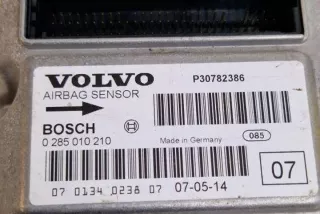 VOLVO
P30782386
AIRBAG SENSOR
BOSCH
Made in Germany
085
0 285 010 210
07
07 0134 0238 07 07-05-14